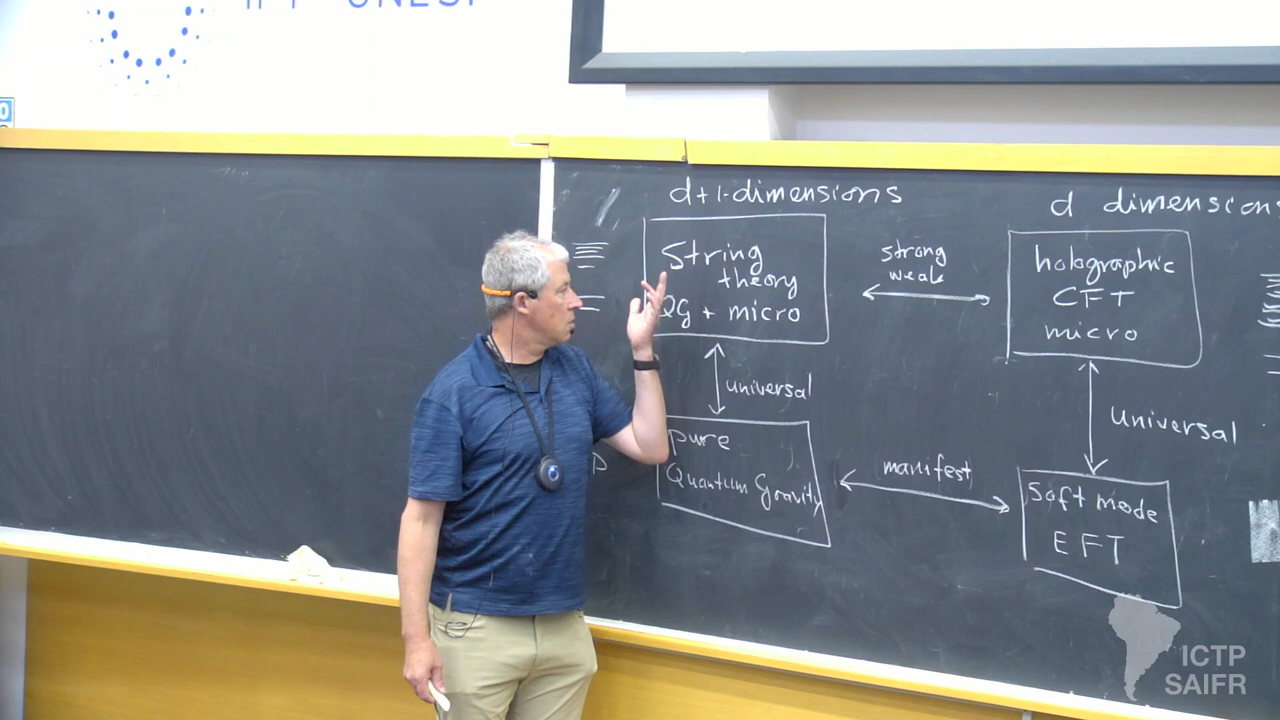 d+1-dimensions
String
theory
QG + micro
universal
pure
Quantum Gravity
strong
weak
manifest
d dimensions
holographic
CFT
micro
universal
Soft mode
EFT
ICTP
SAIFR